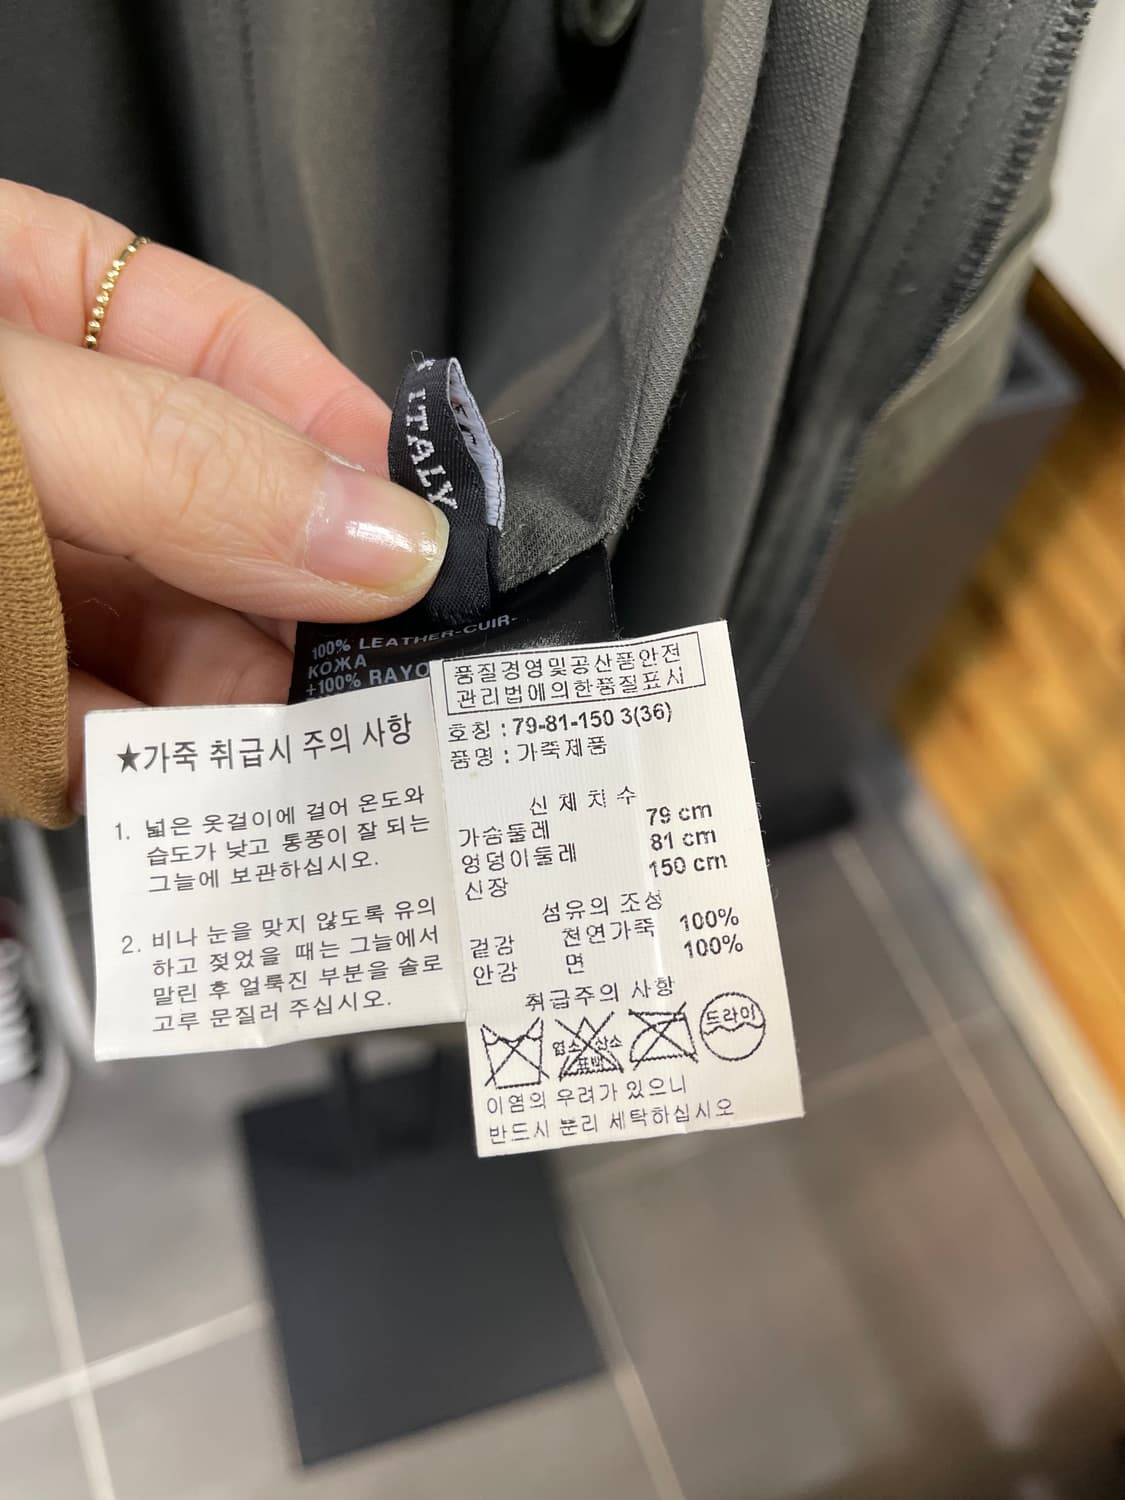 ITALY
100% LEATHER-CUIR-
КОЖА
+100% RAYO
★가죽 취급시 주의 사항
1. 넓은 옷걸이에 걸어 온도와
습도가 낮고 통풍이 잘 되는
그늘에 보관하십시오.
2. 비나 눈을 맞지 않도록 유의
하고 젖었을 때는 그늘에서
말린 후 얼룩진 부분을 솔로
고루 문질러 주십시오.
품질경영및공산품안전
관리법에의한품질표시
호칭 : 79-81-150 3(36)
품명 : 가죽제품
신 체 치 수
가슴둘레 79 cm
엉덩이둘레 81 cm
신장 150 cm
섬유의 조성
겉감 천연가죽 100%
안감 면 100%
취급주의 사항
염소 산소
표백
드라이
이염의 우려가 있으니
반드시 분리 세탁하십시오